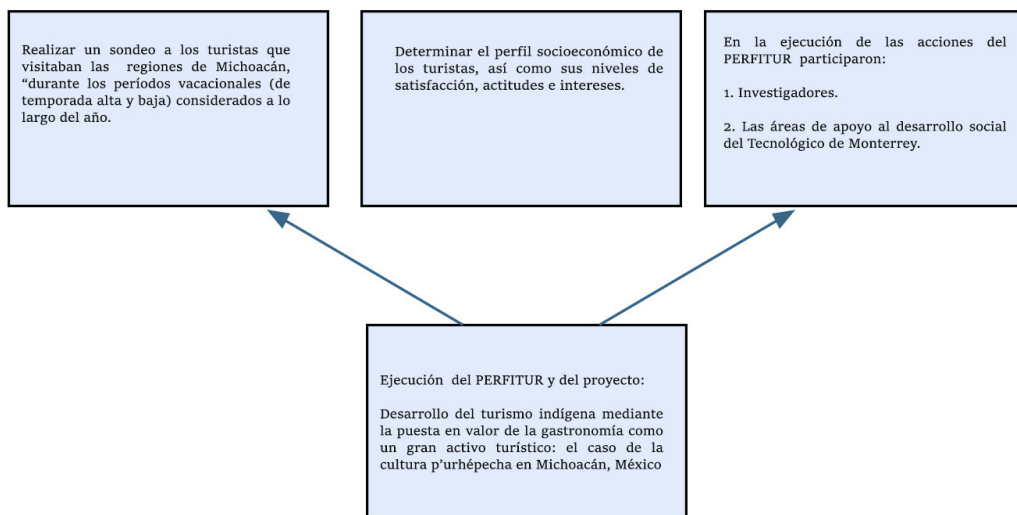 Realizar un sondeo a los turistas que
visitaban las regiones de Michoacán,
“durante los períodos vacacionales (de
temporada alta y baja) considerados a lo
largo del año.
Determinar el perfil socioeconómico de
los turistas, así como sus niveles de
satisfacción, actitudes e intereses.
En la ejecución de las acciones del
PERFITUR participaron:
1. Investigadores.
2. Las áreas de apoyo al desarrollo social
del Tecnológico de Monterrey.
Ejecución del PERFITUR y del proyecto:
Desarrollo del turismo indígena mediante
la puesta en valor de la gastronomía como
un gran activo turístico: el caso de la
cultura p’urhépecha en Michoacán, México